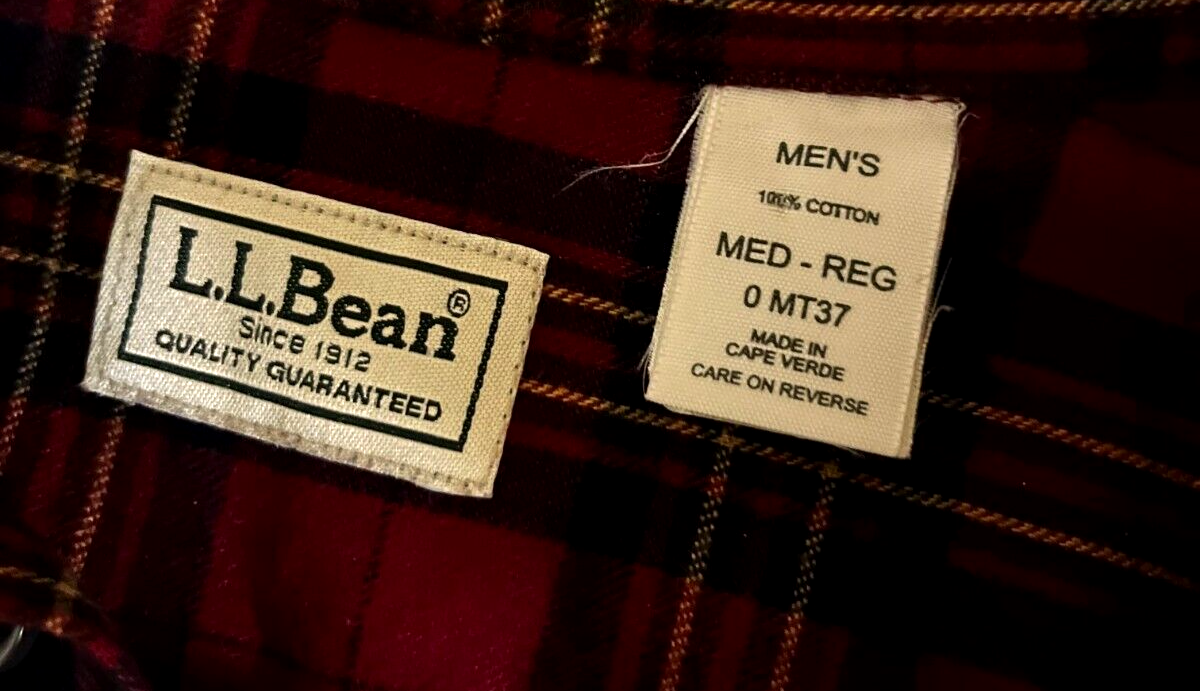 L.L.Bean®
Since 1912
QUALITY GUARANTEED
MEN'S
100% COTTON
MED - REG
0 MT37
MADE IN
CAPE VERDE
CARE ON REVERSE